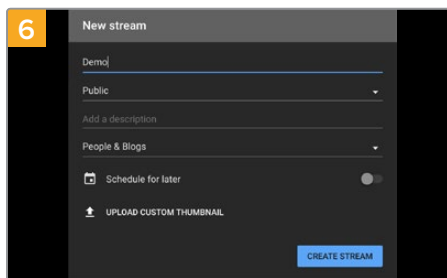 6
New stream
Demo
Public
Add a description
People & Blogs
Schedule for later
UPLOAD CUSTOM THUMBNAIL
CREATE STREAM